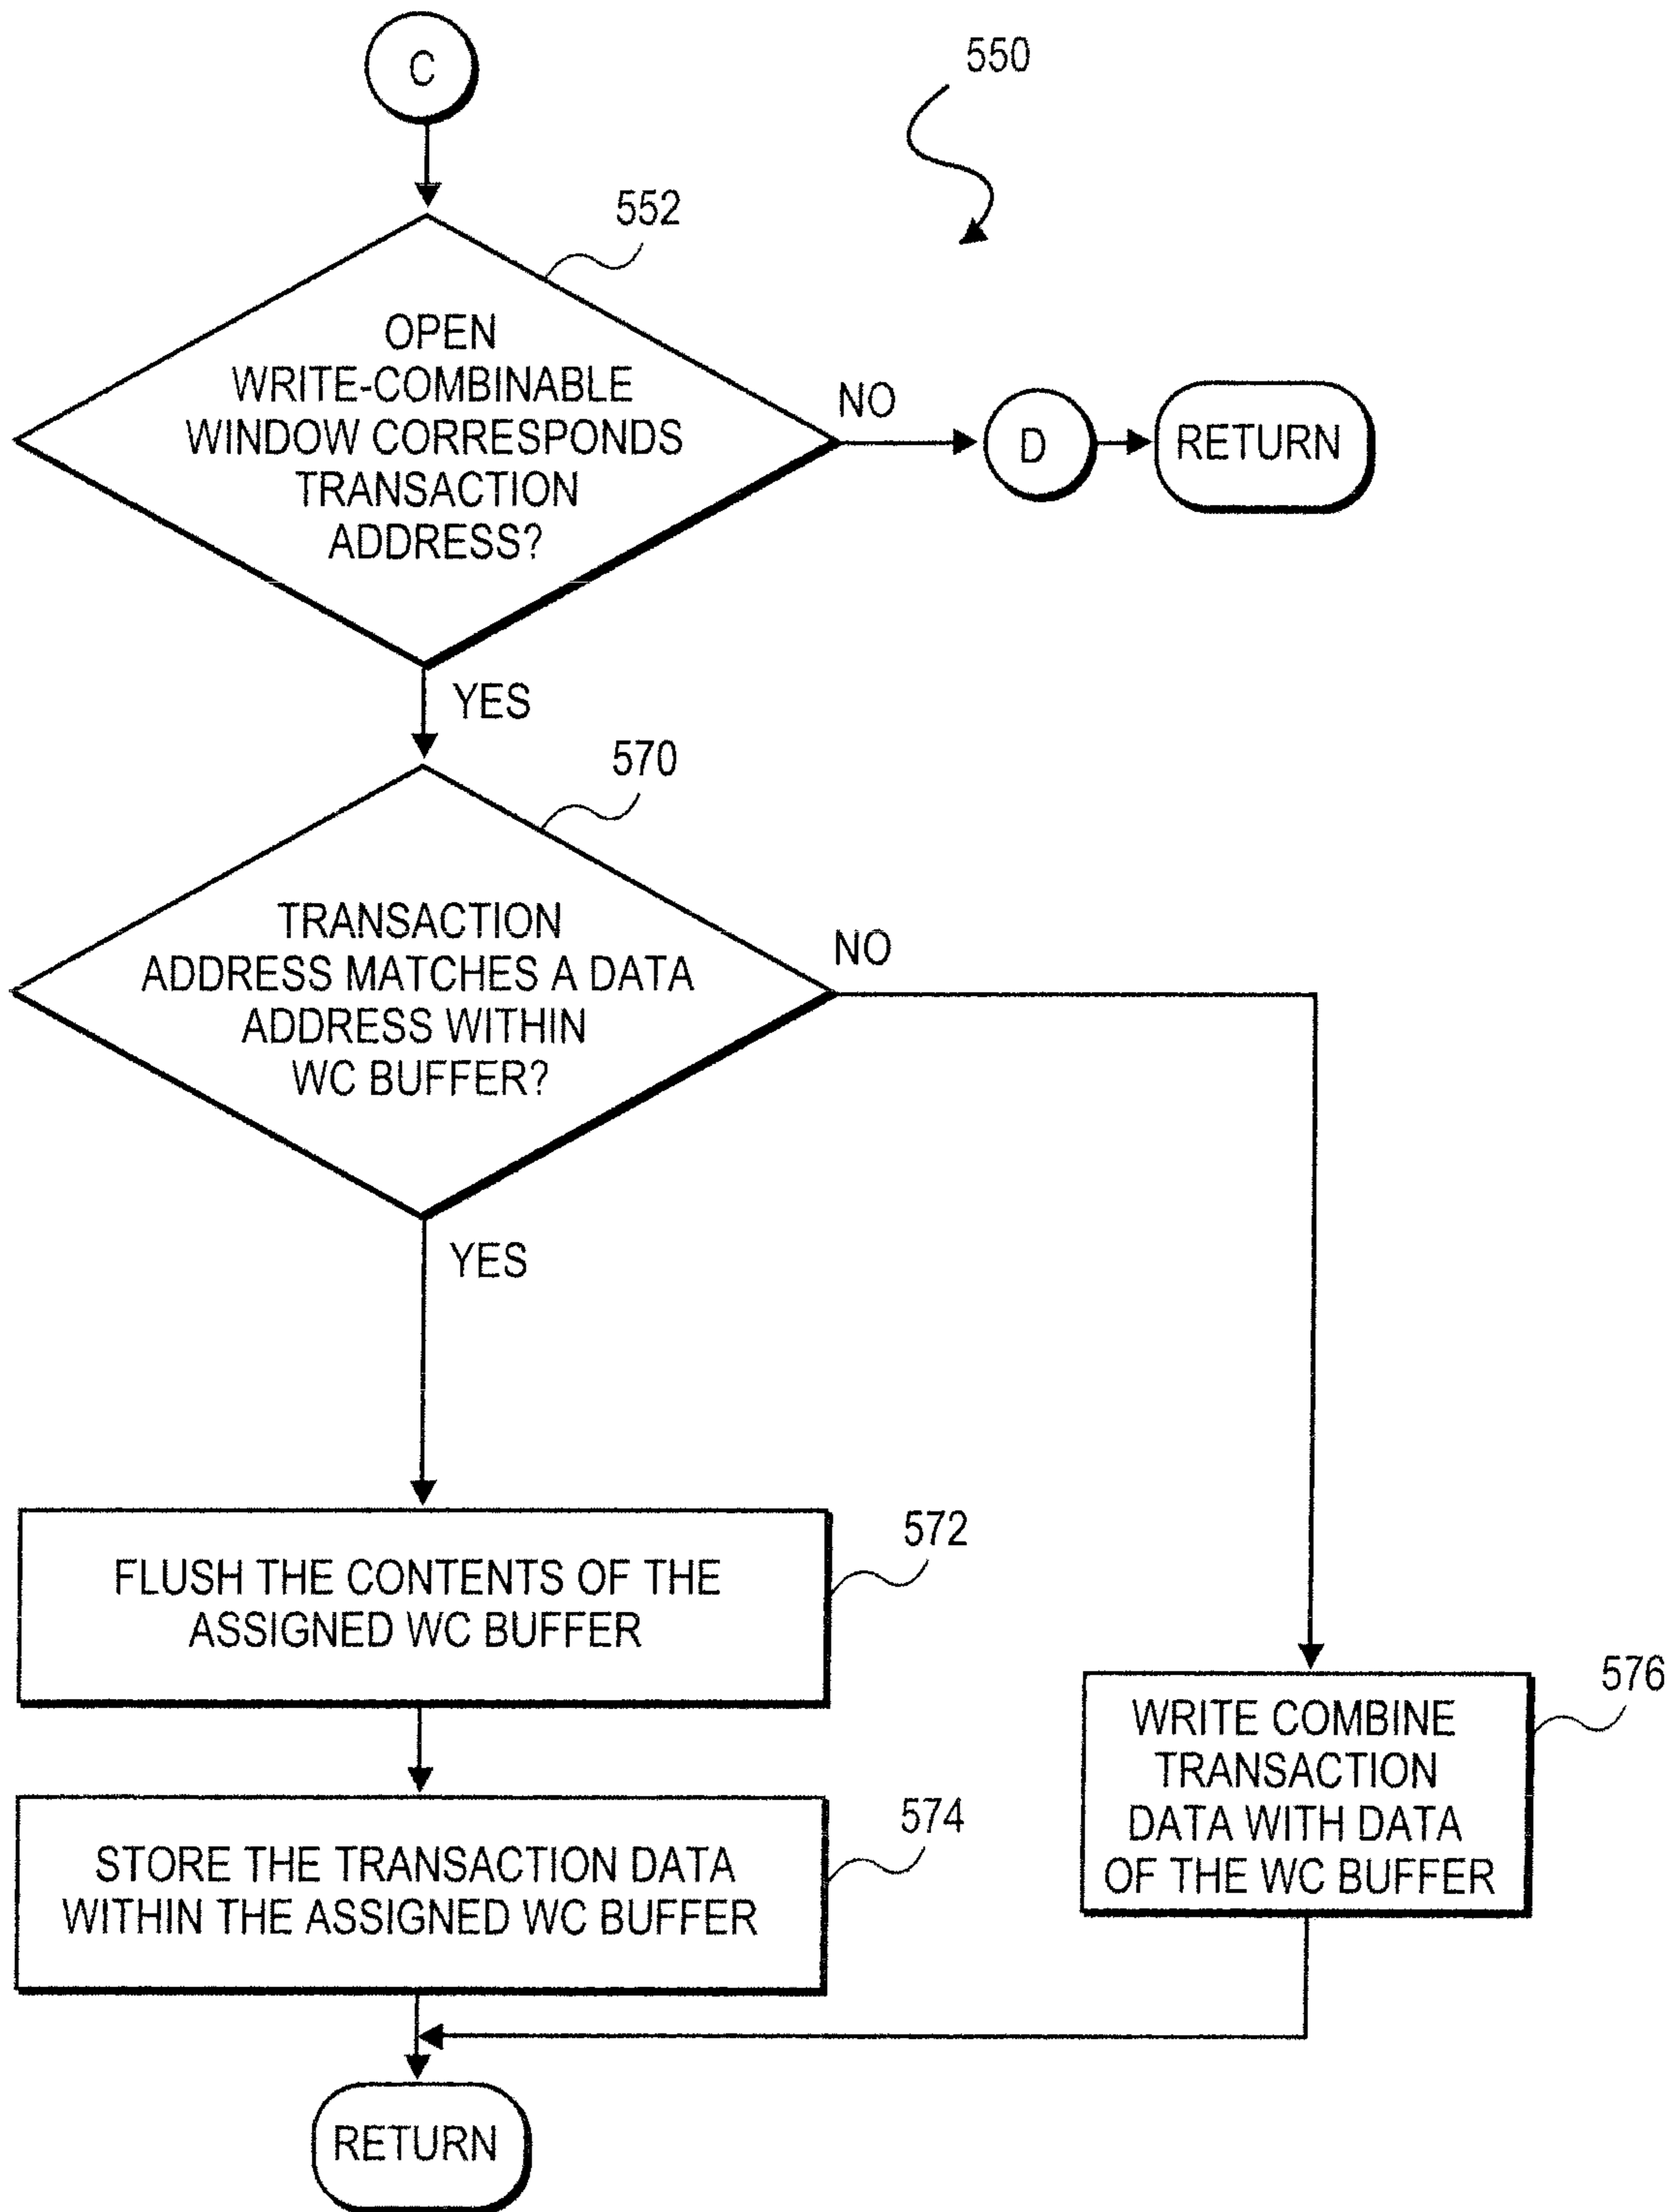 C
550
552
OPEN
WRITE-COMBINABLE
WINDOW CORRESPONDS
TRANSACTION
ADDRESS?
NO
D
RETURN
YES
570
TRANSACTION
ADDRESS MATCHES A DATA
ADDRESS WITHIN
WC BUFFER?
NO
YES
572
FLUSH THE CONTENTS OF THE
ASSIGNED WC BUFFER
576
WRITE COMBINE
TRANSACTION
DATA WITH DATA
OF THE WC BUFFER
574
STORE THE TRANSACTION DATA
WITHIN THE ASSIGNED WC BUFFER
RETURN